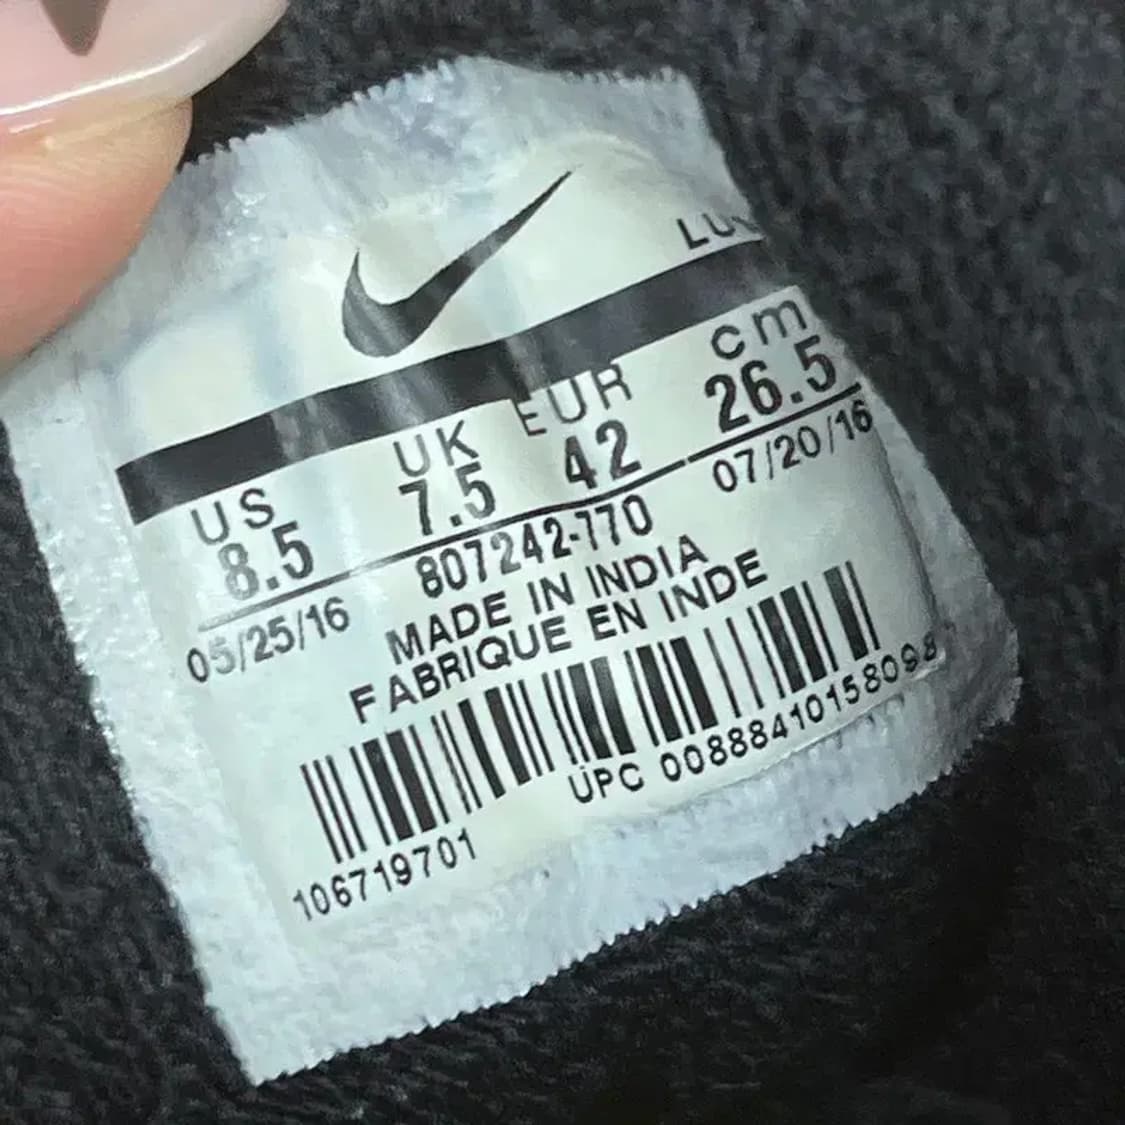 US UK EUR cm
8.5 7.5 42 26.5
05/25/16 807242-770 07/20/16
MADE IN INDIA
FABRIQUE EN INDE
UPC 00888410158098
106719701